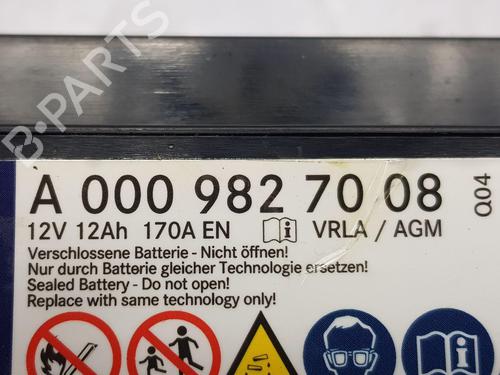 B-PARTS
A 000 982 70 08
Q04
12V 12Ah 170A EN i VRLA / AGM
Verschlossene Batterie - Nicht öffnen!
Nur durch Batterie gleicher Technologie ersetzen!
Sealed Battery - Do not open!
Replace with same technology only!